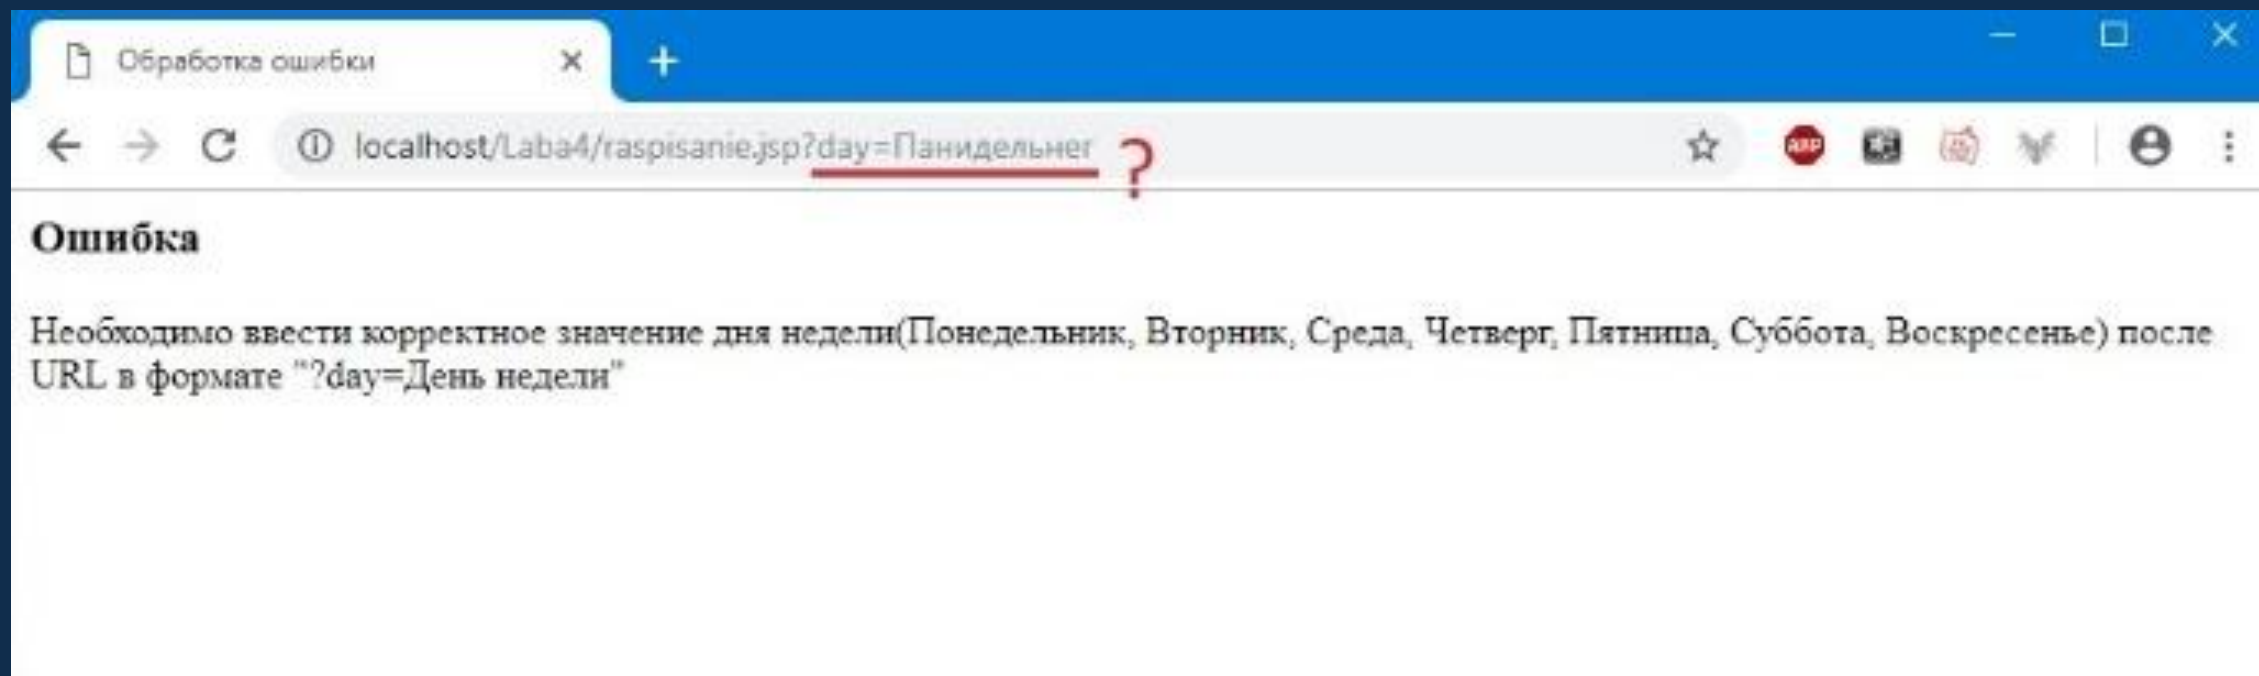 Обработка ошибки
localhost/Laba4/raspisanie.jsp?day=Панидельнег
?
ABP
Ошибка
Необходимо ввести корректное значение дня недели(Понедельник, Вторник, Среда, Четверг, Пятница, Суббота, Воскресенье) после
URL в формате "?day=День недели"